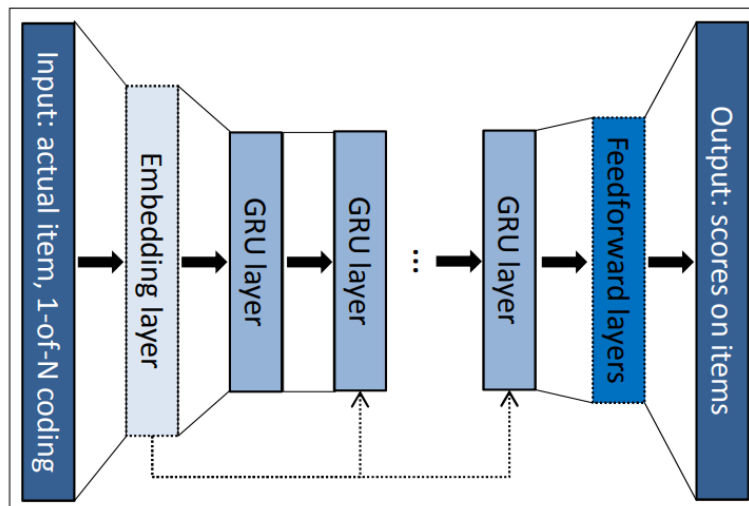 Input: actual item, 1-of-N coding
Embedding layer
GRU layer
GRU layer
...
GRU layer
Feedforward layers
Output: scores on items